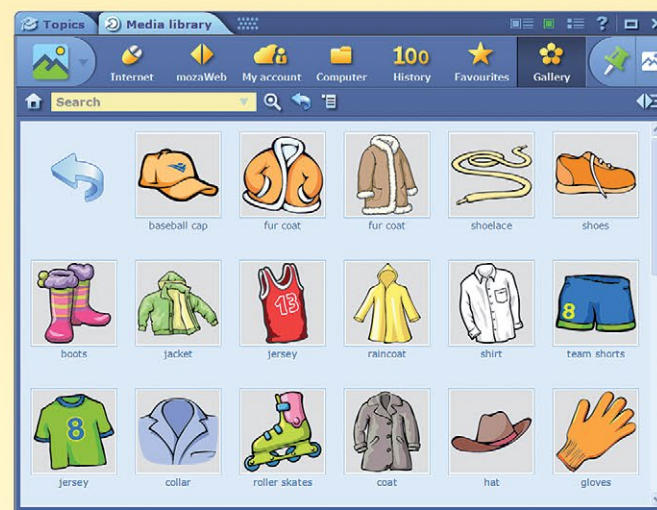 Topics Media library ?
Internet mozaWeb My account Computer History Favourites Gallery
100
Search
baseball cap fur coat fur coat shoelace shoes
13
8
boots jacket jersey raincoat shirt team shorts
8
jersey collar roller skates coat hat gloves